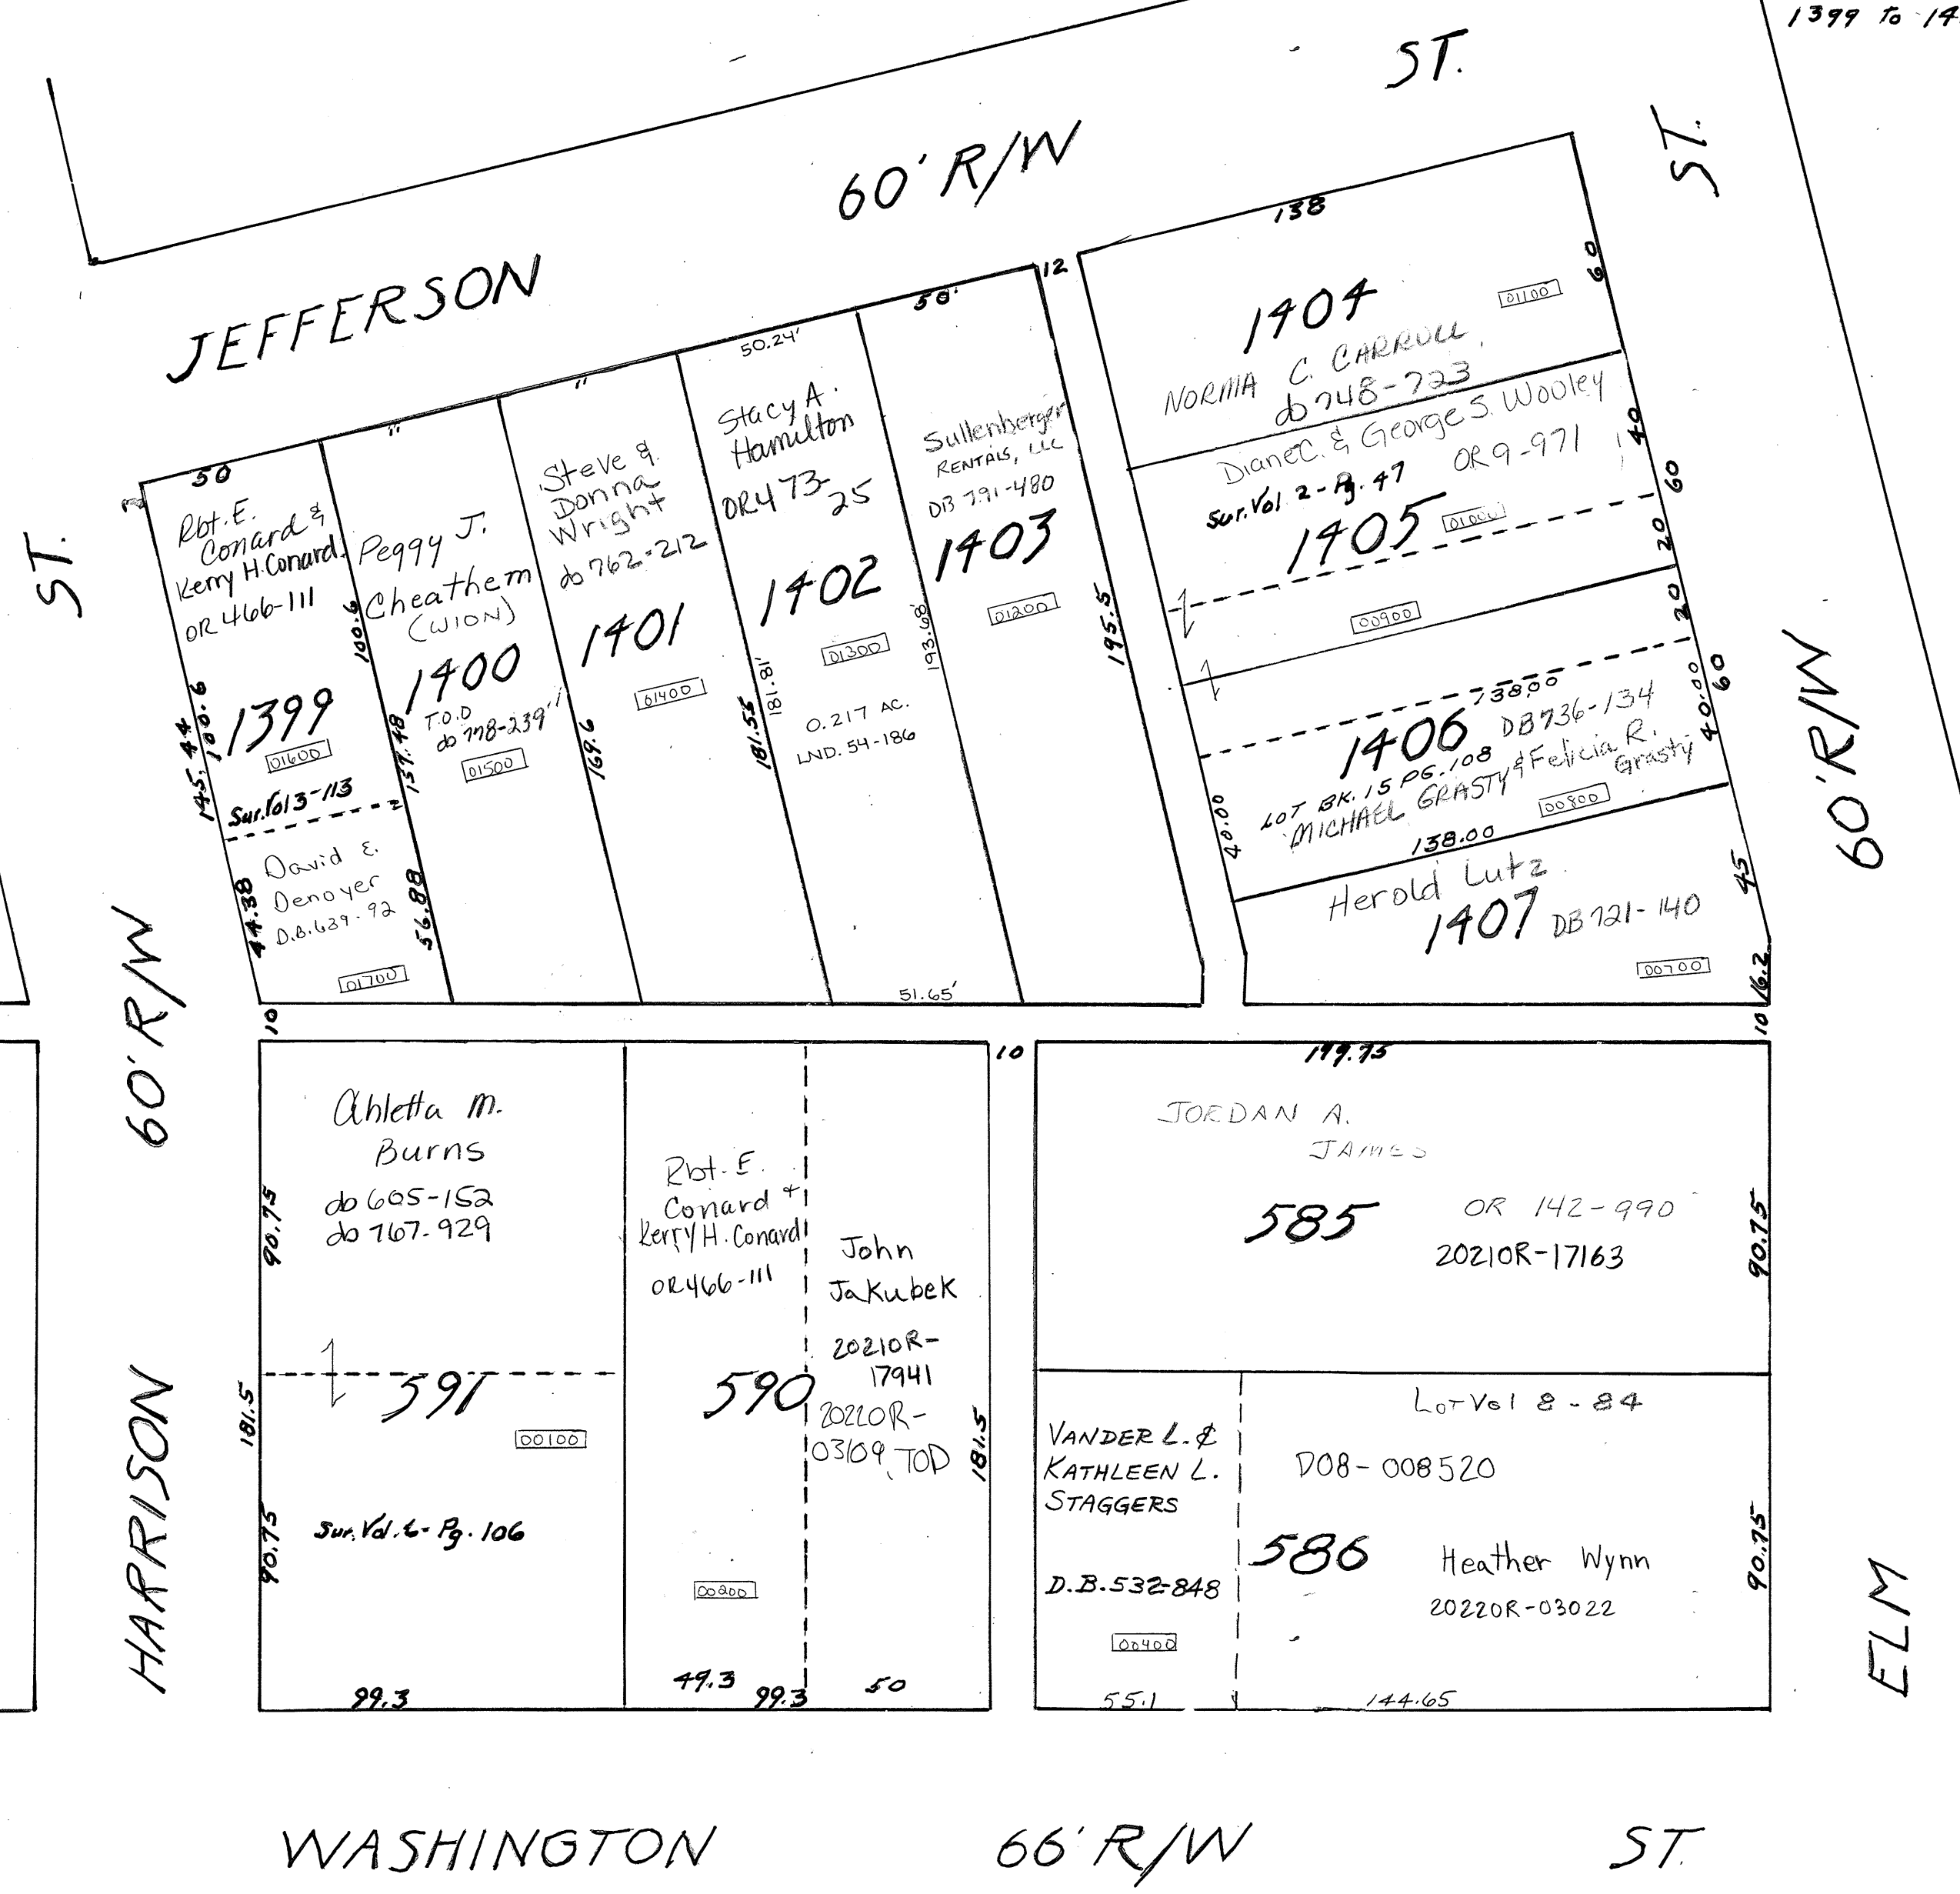 1399 To 14
ST.
60' R/W
JEFFERSON
ST.
138
60
12
50'
50.24'
"
"
50
1404
01100
NORMA C. CARROLL
db 748-723
40
Diane C. & George S. Wooley
OR 9-971
Sur. Vol 2 - Pg. 47
1405
01000
60
20
00900
20
60
40.00
138.00
1406
DB 736-134
LOT BK. 15 PG. 108
MICHAEL GRASTY & Felicia R.
Grasty
00800
40.00
138.00
Herold Lutz
1407
DB 721-140
00700
45
16.2
10
Rbt. E.
Conard &
Kerry H. Conard
OR 466-111
1399
01600
Sur. Vol 3-113
100.6
145.44
100.6
157.48
David E.
Denoyer
D.B. 639-92
01700
44.38
56.88
Peggy J.
Cheathem
(WION)
1400
T.O.D
db 778-239
01500
Steve &
Donna
Wright
db 762-212
1401
01400
169.6
Stacy A.
Hamilton
OR 473-
25
1402
01300
0.217 AC.
LND. 54-186
181.55
181.81'
193.68'
51.65'
Sullenberger
RENTALS, LLC
DB 791-480
1403
01200
195.5
ST.
60' R/W
HARRISON
10
Ahletta M.
Burns
db 605-152
db 767-929
90.75
591
00100
181.5
90.75
Sur. Vol. 6- Pg. 106
99.3
Rbt. E.
Conard +
Kerry H. Conard
OR 466-111
590
00200
49.3
99.3
John
Jakubek
2021OR-
17941
2022OR-
03109, TOD
181.5
50
10
199.75
JORDAN A.
JAMES
585
OR 142-990
2021OR-17163
90.75
VANDER L. &
KATHLEEN L.
STAGGERS
D.B. 532-848
00400
55.1
Lot Vol 8-84
D08-008520
586
Heather Wynn
2022OR-03022
90.75
144.65
60' R/W
ELM
WASHINGTON
66' R/W
ST.